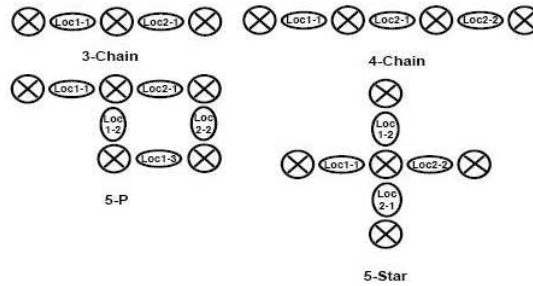 Loc1-1 Loc2-1
3-Chain
Loc1-1 Loc2-1 Loc2-2
4-Chain
Loc1-1 Loc2-1
Loc
1-2
Loc
2-2
Loc1-3
5-P
Loc
1-2
Loc1-1 Loc2-2
Loc
2-1
5-Star